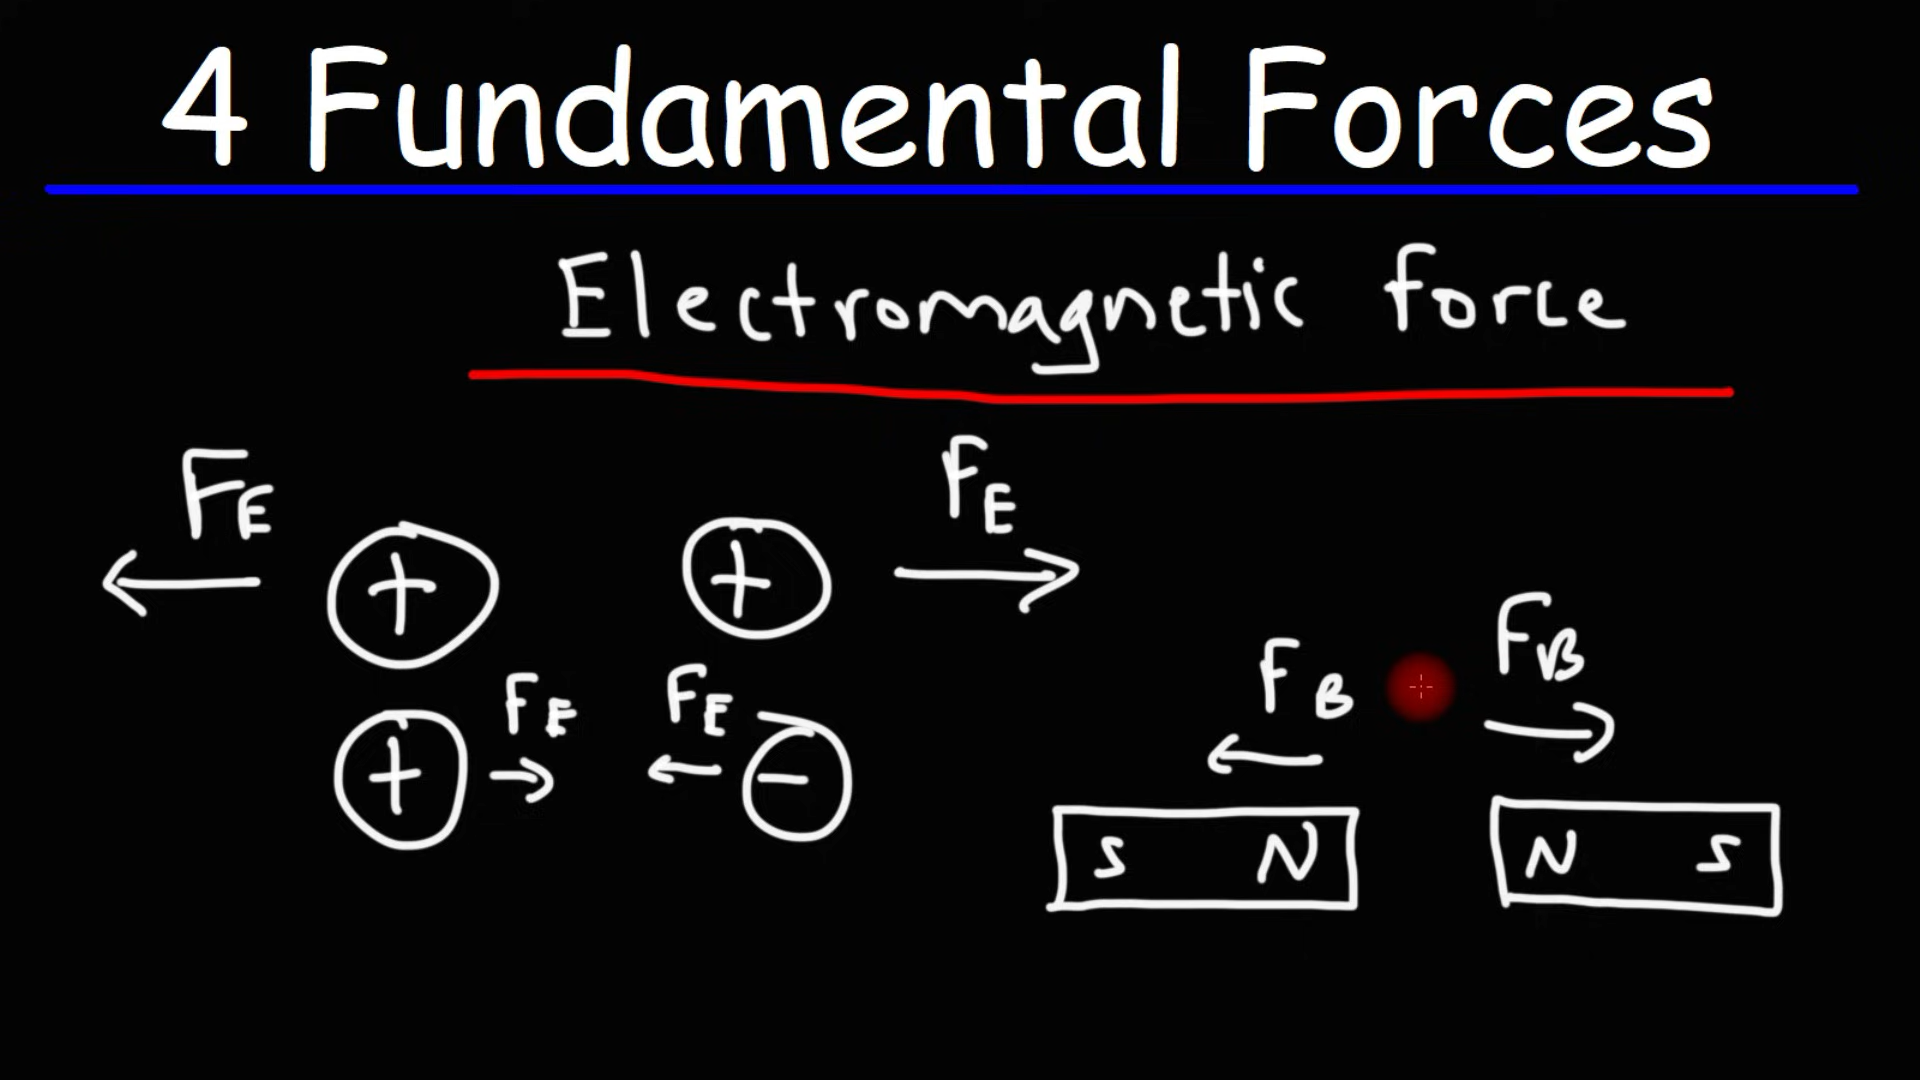 4 Fundamental Forces
Electromagnetic force
FE
FE
+
+
FE
FE
+
-
FB
FB
S N
N S